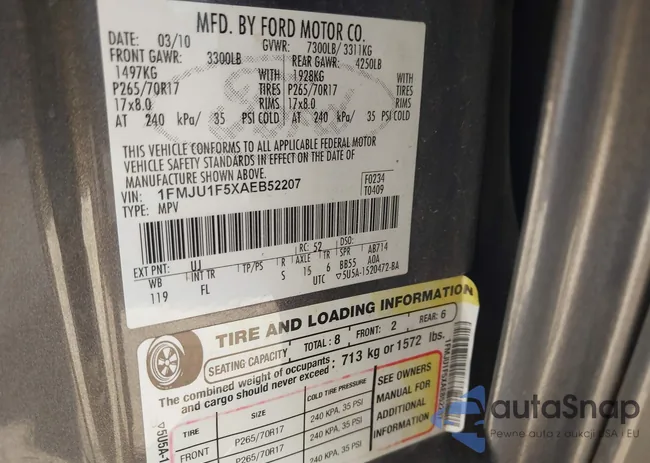 MFD. BY FORD MOTOR CO.
DATE: 03/10 GVWR: 7300LB/ 3311KG
FRONT GAWR: 3300LB REAR GAWR: 4250LB
1497KG WITH 1928KG WITH
P265/70R17 TIRES P265/70R17 TIRES
17x8.0 RIMS 17x8.0 RIMS
AT 240 kPa/ 35 PSI COLD AT 240 kPa/ 35 PSI COLD
THIS VEHICLE CONFORMS TO ALL APPLICABLE FEDERAL MOTOR
VEHICLE SAFETY STANDARDS IN EFFECT ON THE DATE OF
MANUFACTURE SHOWN ABOVE.
VIN: 1FMJU1F5XAEB52207 F0234
TYPE: MPV T0409
EXT PNT: UJ RC: 52 DSO:
WB INT TR TP/PS R AXLE TR SPR AB714
119 FL S 15 6 BB55 A0A
UTC ▽5U5A-1520472-BA
TIRE AND LOADING INFORMATION
SEATING CAPACITY TOTAL: 8 FRONT: 2 REAR: 6
The combined weight of occupants
and cargo should never exceed: 713 kg or 1572 lbs.
TIRE SIZE COLD TIRE PRESSURE SEE OWNERS
MANUAL FOR
ADDITIONAL
INFORMATION
FRONT P265/70R17 240 KPA, 35 PSI
P265/70R17 240 KPA, 35 PSI
autaSnap
Pewne auta z aukcji USA i EU